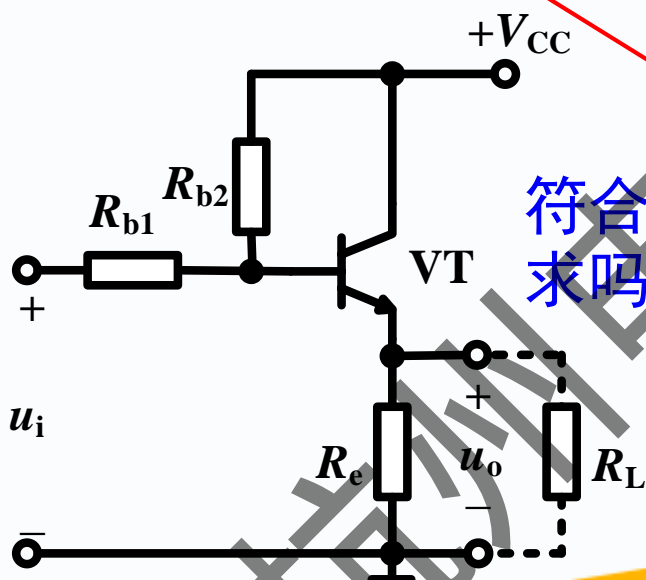 +VCC
Rb2
Rb1
符合
VT
求吗
+
+
ui
Re
uo
RL
−
−